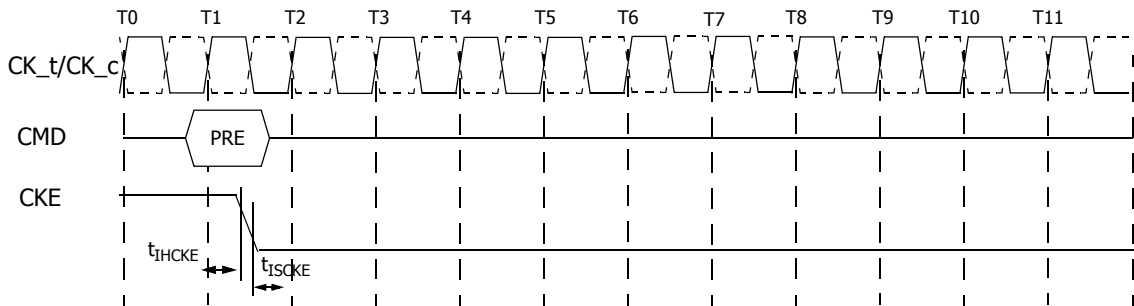 T0 T1 T2 T3 T4 T5 T6 T7 T8 T9 T10 T11
CK_t/CK_c
CMD
PRE
CKE
tIHCKE
tISCKE